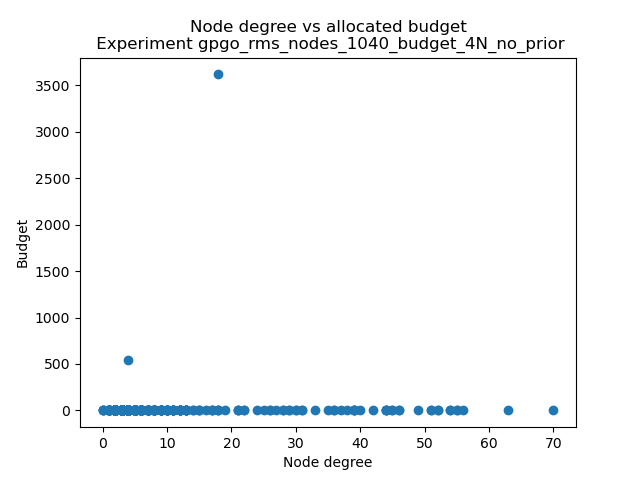 Node degree vs allocated budget
Experiment gpgo_rms_nodes_1040_budget_4N_no_prior
3500
3000
2500
2000
1500
1000
500
0
Budget
0 10 20 30 40 50 60 70
Node degree